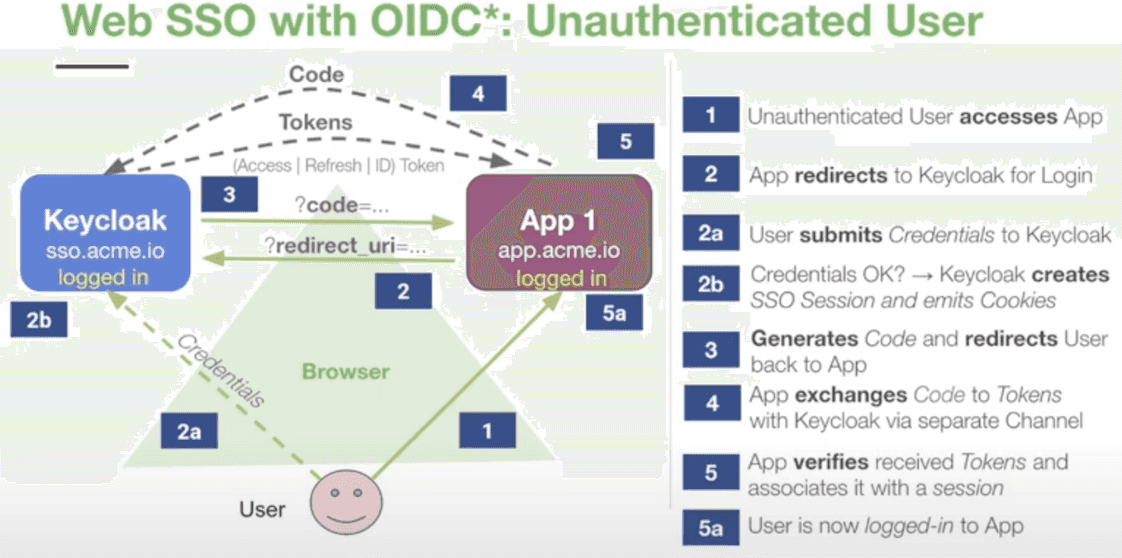 Web SSO with OIDC*: Unauthenticated User
Code
4
Tokens
5
(Access | Refresh | ID) Token
3
Keycloak
sso.acme.io
logged in
?code=...
?redirect_uri=...
App 1
app.acme.io
logged in
2
2b
5a
Credentials
Browser
2a
1
User
1 Unauthenticated User accesses App
2 App redirects to Keycloak for Login
2a User submits Credentials to Keycloak
2b Credentials OK? → Keycloak creates
SSO Session and emits Cookies
3 Generates Code and redirects User
back to App
4 App exchanges Code to Tokens
with Keycloak via separate Channel
5 App verifies received Tokens and
associates it with a session
5a User is now logged-in to App